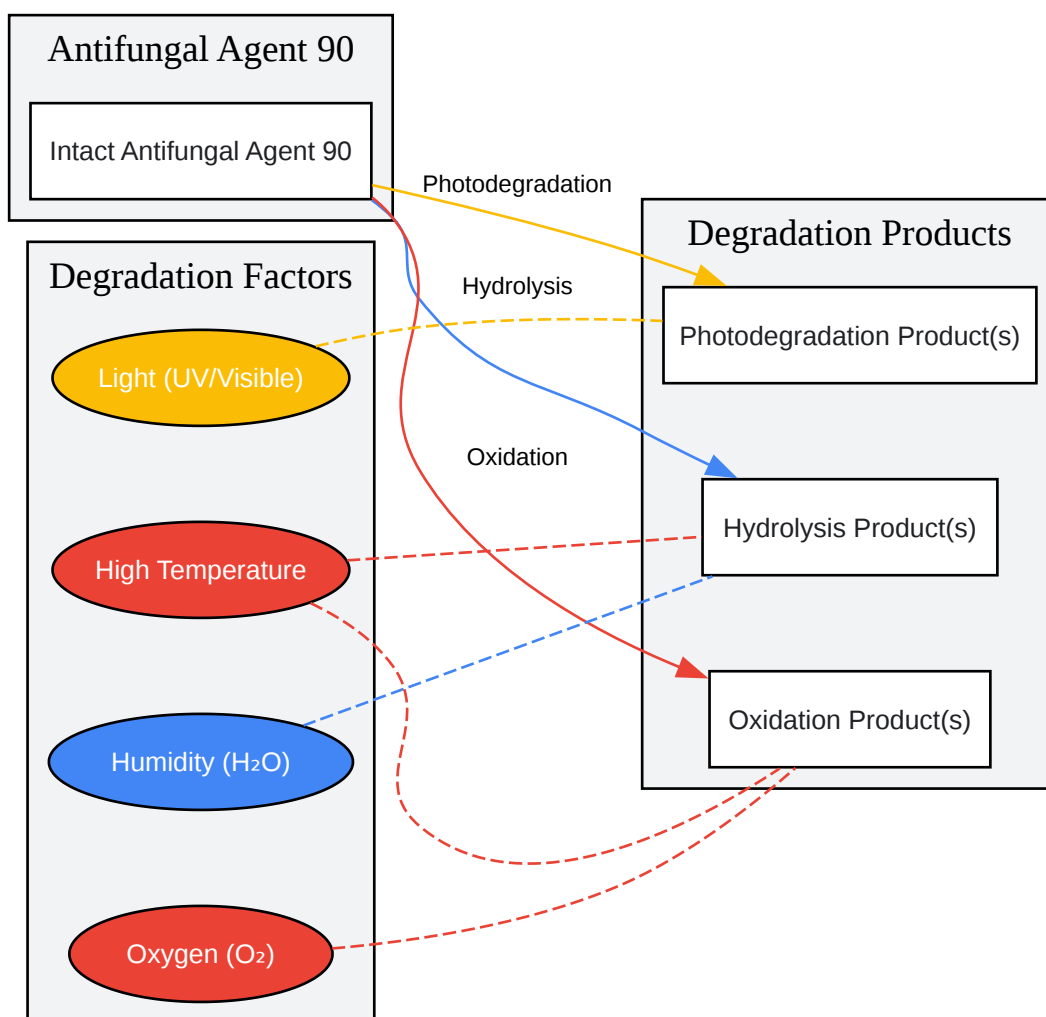 Antifungal Agent 90
Intact Antifungal Agent 90
Photodegradation
Degradation Products
Degradation Factors
Hydrolysis
Photodegradation Product(s)
Light (UV/Visible)
Oxidation
Hydrolysis Product(s)
High Temperature
Oxidation Product(s)
Humidity (H₂O)
Oxygen (O₂)